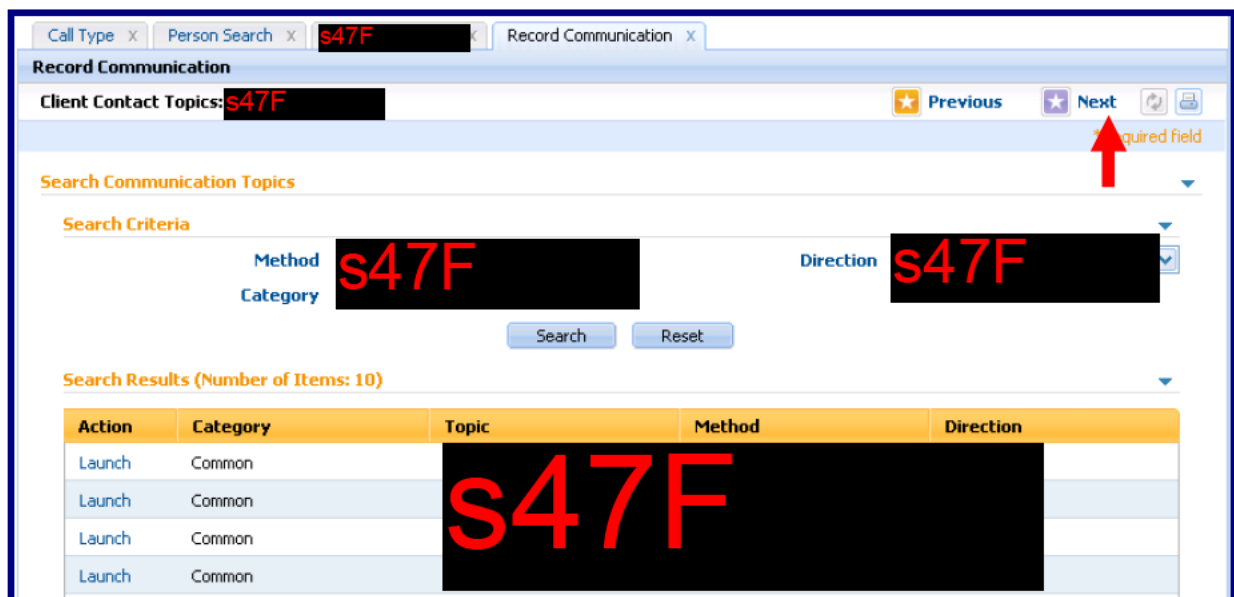 Call Type x Person Search x s47F x Record Communication x
Record Communication
Client Contact Topics: s47F Previous Next
quired field
Search Communication Topics
Search Criteria
Method s47F Direction s47F
Category
Search Reset
Search Results (Number of Items: 10)
Action Category Topic Method Direction
Launch Common s47F
Launch Common
Launch Common
Launch Common